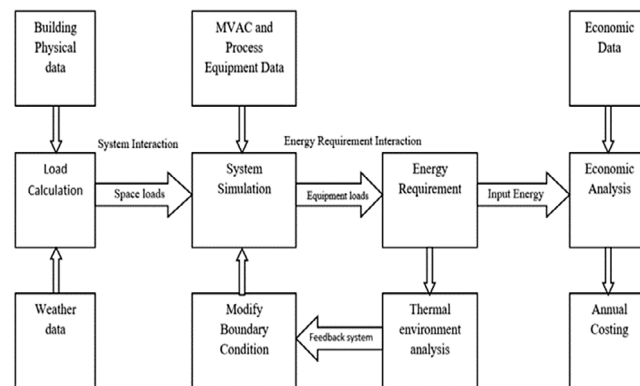 Building
Physical
data
MVAC and
Process
Equipment Data
Economic
Data
System Interaction
Energy Requirement Interaction
Load
Calculation
Space loads
System
Simulation
Equipment loads
Energy
Requirement
Input Energy
Economic
Analysis
Weather
data
Modify
Boundary
Condition
Feedback system
Thermal
environment
analysis
Annual
Costing